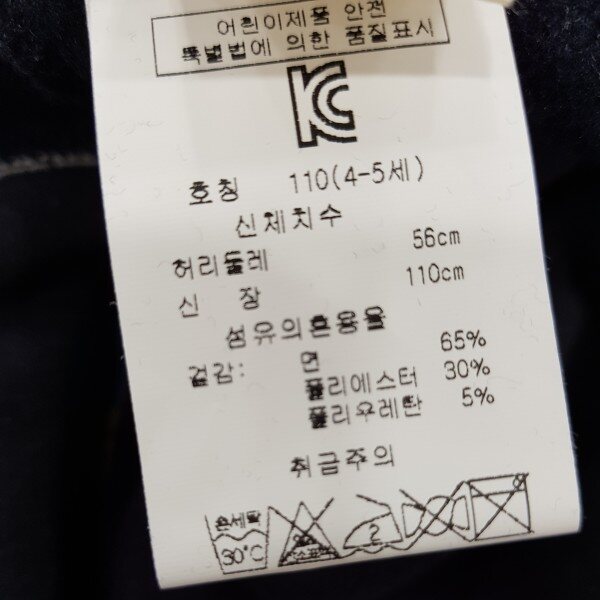 어린이제품 안전
특별법에 의한 품질표시
KC
호칭 110(4-5세)
신체치수
허리둘레 56cm
신 장 110cm
섬유의혼용율
겉감: 면 65%
폴리에스터 30%
폴리우레탄 5%
취급주의
손세탁
30℃
2